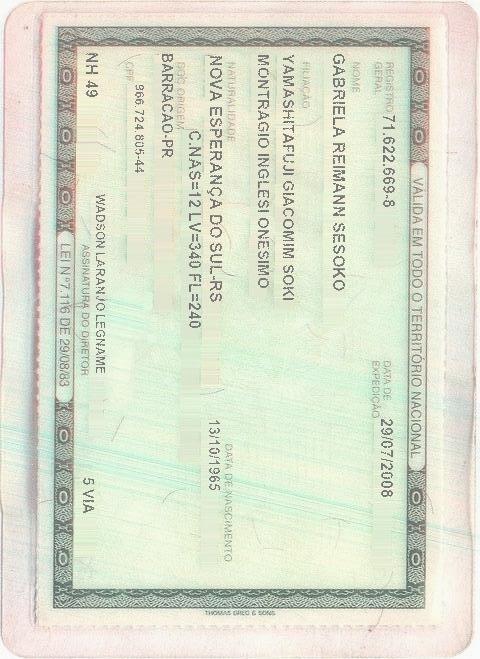 VÁLIDA EM TODO O TERRITÓRIO NACIONAL
REGISTRO GERAL 71.622.669-8 DATA DE EXPEDIÇÃO 29/07/2008
NOME
GABRIELA REIMANN SESOKO
FILIAÇÃO
YAMASHITAFUJI GIACOMIM SOKI
MONTRAGIO INGLESI ONESIMO
NATURALIDADE DATA DE NASCIMENTO
NOVA ESPERANÇA DO SUL-RS 13/10/1965
C.NAS=12 LV=340 FL=240
DOC ORIGEM
BARRACAO-PR
CPF 966.724.805-44
WADSON LARANJO LEGNAME
NH 49 ASSINATURA DO DIRETOR 5 VIA
LEI Nº 7.116 DE 29/08/83
THOMAS GREG & SONS